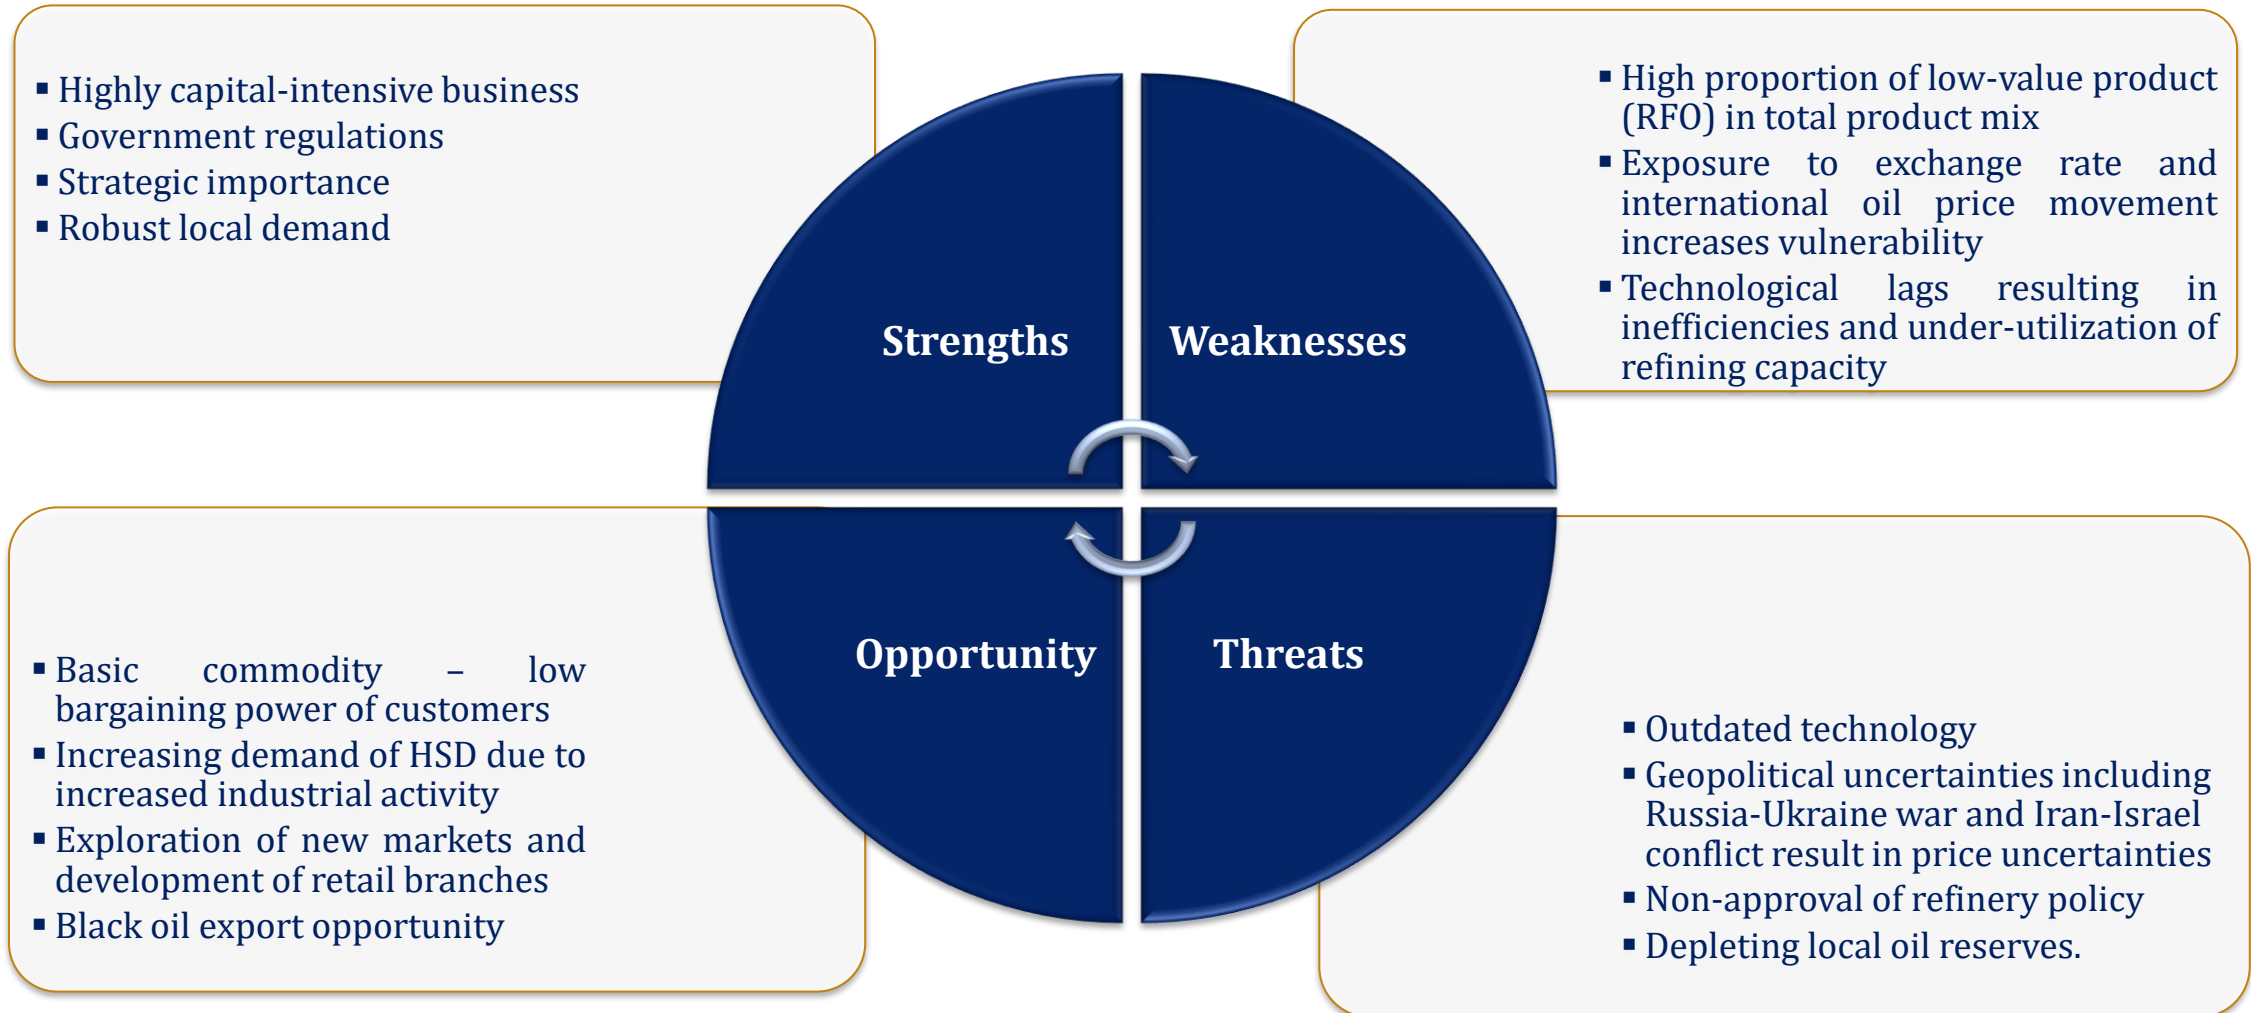 ▪ Highly capital-intensive business
▪ Government regulations
▪ Strategic importance
▪ Robust local demand
▪ High proportion of low-value product
(RFO) in total product mix
▪ Exposure to exchange rate and
international oil price movement
increases vulnerability
▪ Technological lags resulting in
inefficiencies and under-utilization of
refining capacity
Strengths
Weaknesses
Opportunity
Threats
▪ Basic commodity – low
bargaining power of customers
▪ Increasing demand of HSD due to
increased industrial activity
▪ Exploration of new markets and
development of retail branches
▪ Black oil export opportunity
▪ Outdated technology
▪ Geopolitical uncertainties including
Russia-Ukraine war and Iran-Israel
conflict result in price uncertainties
▪ Non-approval of refinery policy
▪ Depleting local oil reserves.